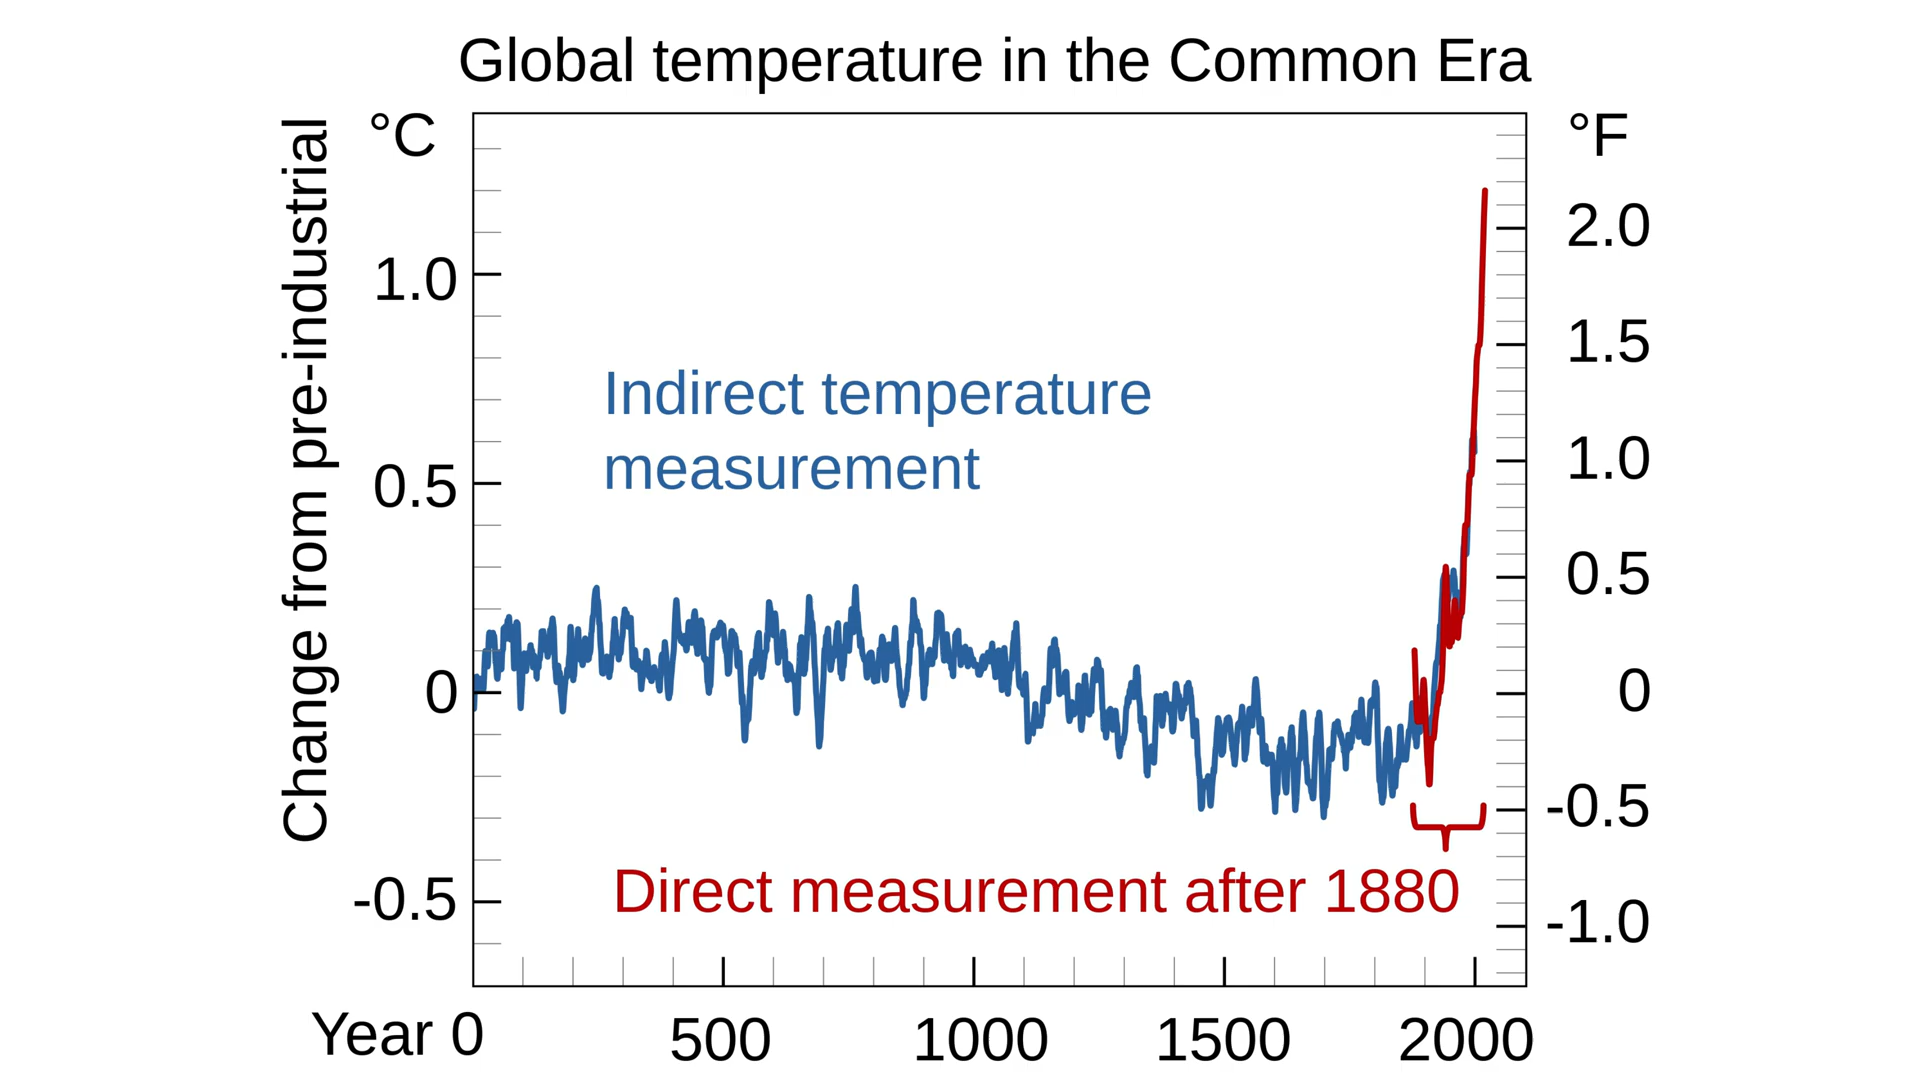 Global temperature in the Common Era
Change from pre-industrial
°C
1.0
0.5
0
-0.5
°F
2.0
1.5
1.0
0.5
0
-0.5
-1.0
Indirect temperature
measurement
Direct measurement after 1880
Year 0 500 1000 1500 2000